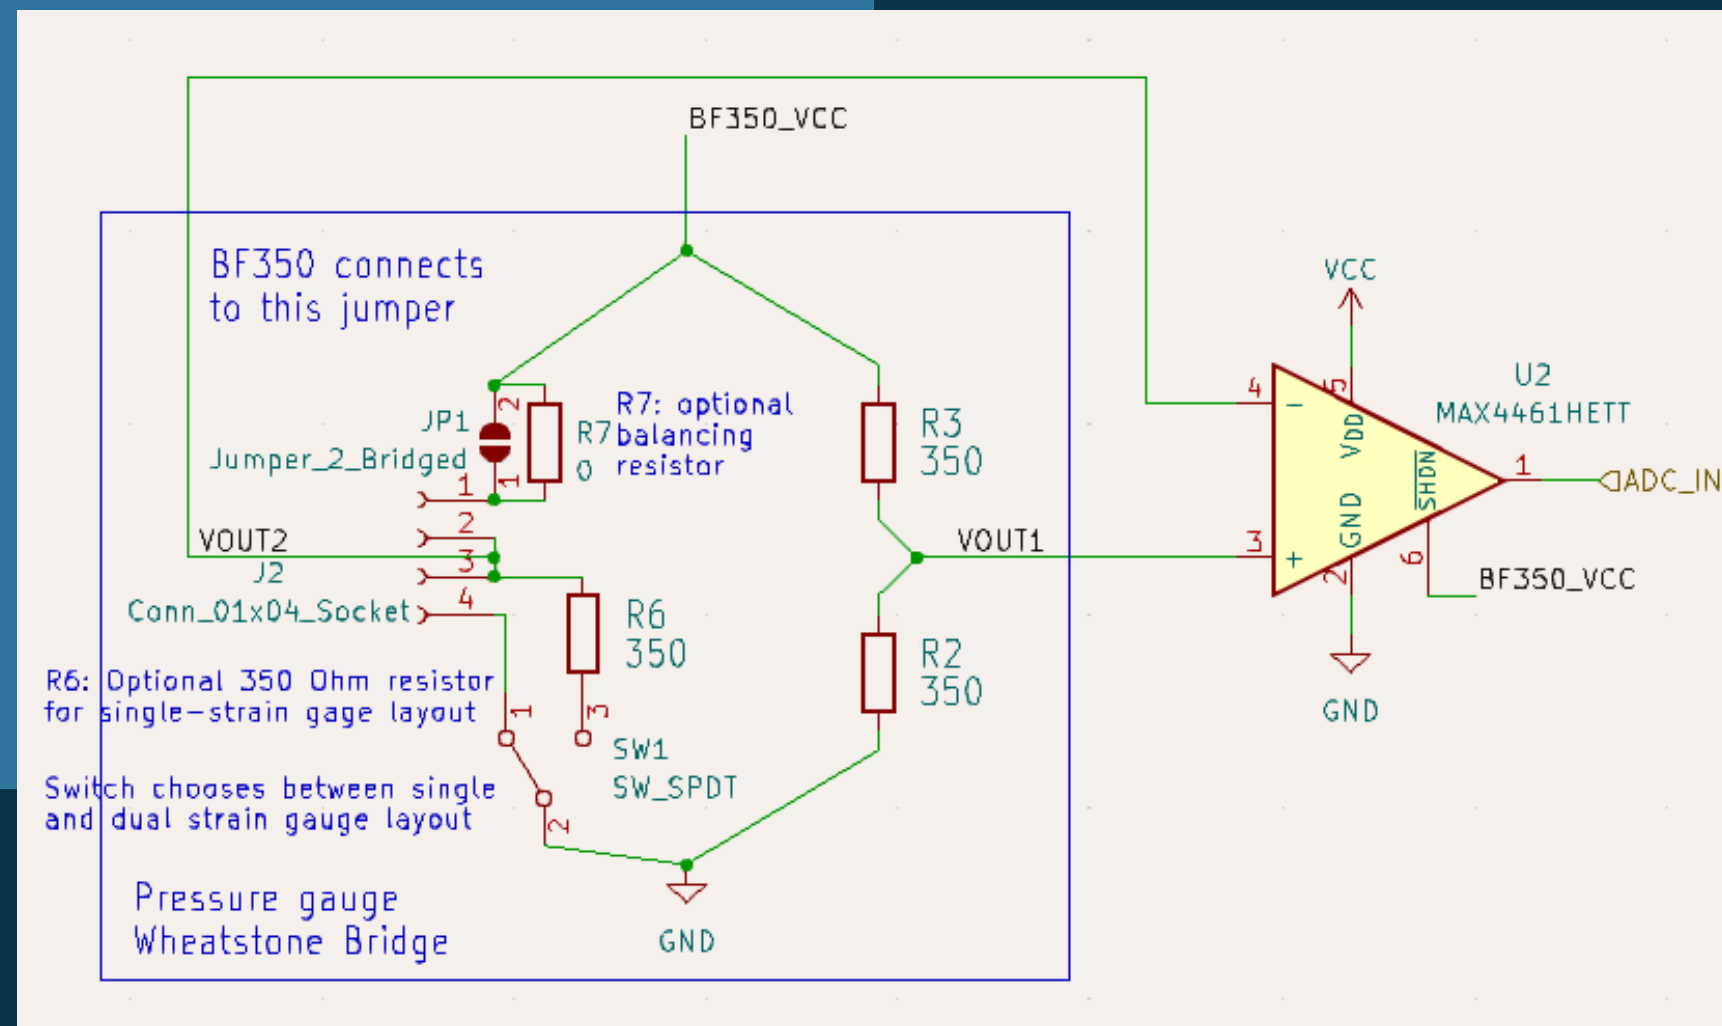 BF350_VCC
BF350 connects
to this jumper
VCC
U2
MAX4461HETT
JP1
Jumper_2_Bridged
2
1
R7
0
R7: optional
balancing
resistor
R3
350
4
5
−
VDD
GND
SHDN
+
3
2
6
1
ADC_IN
BF350_VCC
GND
1
2
3
4
VOUT2
J2
Conn_01x04_Socket
VOUT1
R6
350
R2
350
R6: Optional 350 Ohm resistor
for single-strain gage layout
1
3
2
SW1
SW_SPDT
Switch chooses between single
and dual strain gauge layout
Pressure gauge
Wheatstone Bridge
GND